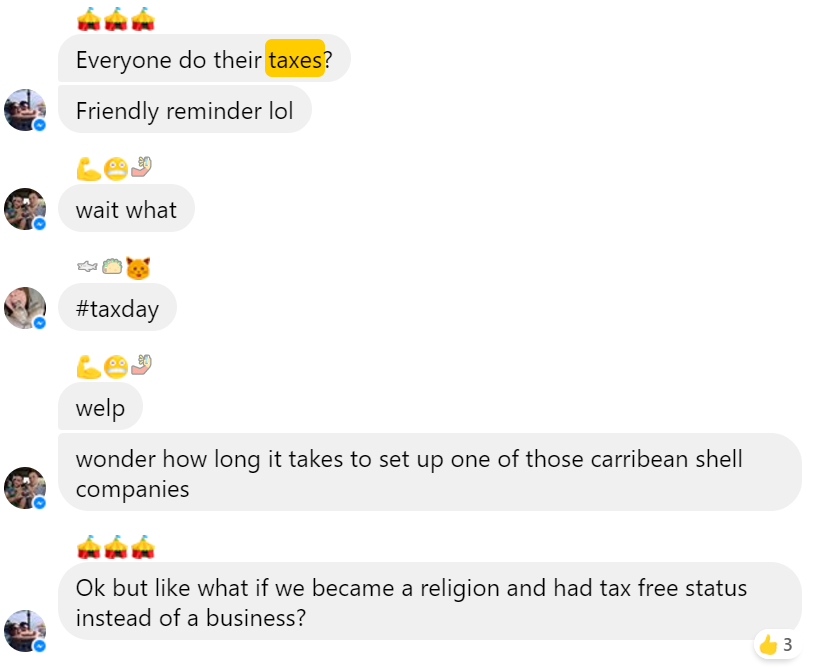 🎪🎪🎪
Everyone do their taxes?
Friendly reminder lol
wait what
#taxday
welp
wonder how long it takes to set up one of those carribean shell
companies
🎪🎪🎪
Ok but like what if we became a religion and had tax free status
instead of a business?
3